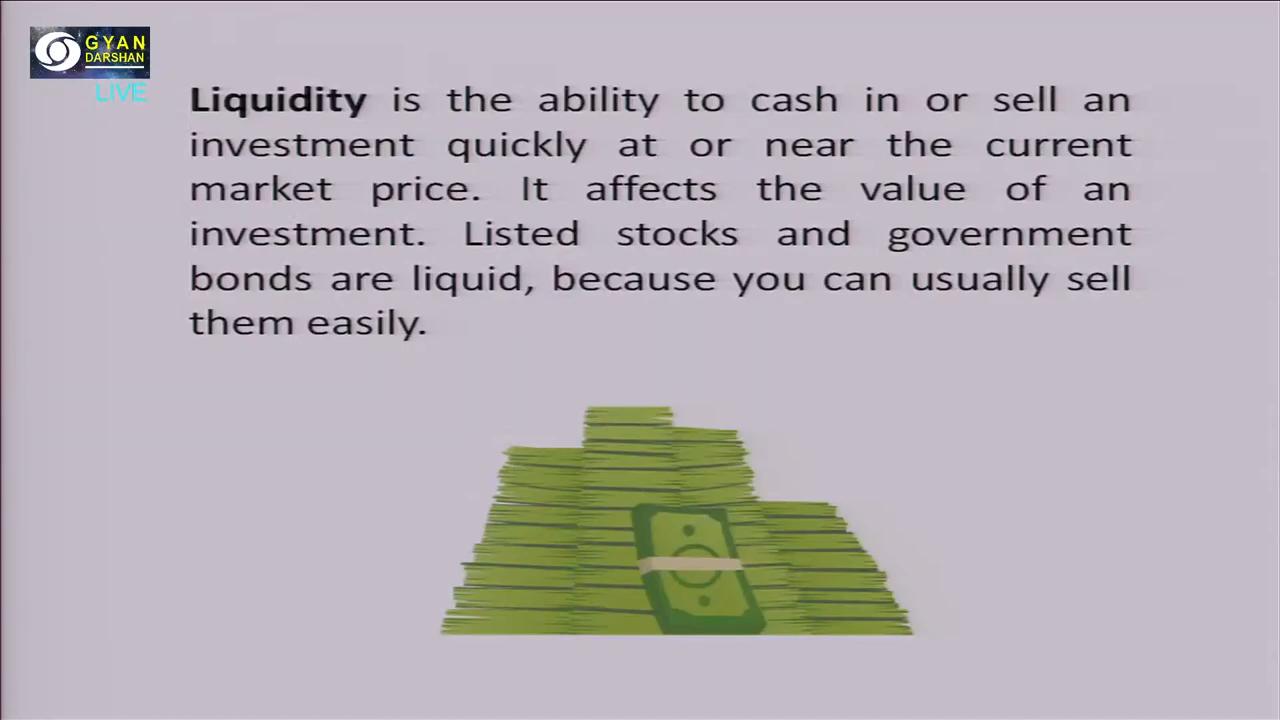 GYAN
DARSHAN
LIVE
Liquidity is the ability to cash in or sell an
investment quickly at or near the current
market price. It affects the value of an
investment. Listed stocks and government
bonds are liquid, because you can usually sell
them easily.